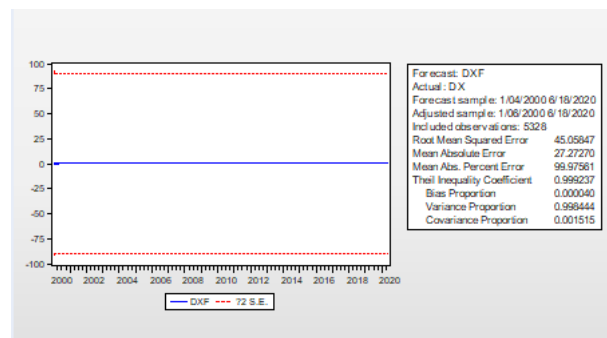 100
75
50
25
0
-25
-50
-75
-100
2000 2002 2004 2006 2008 2010 2012 2014 2016 2018 2020
DXF ?2 S.E.
Forecast: DXF
Actual: DX
Forecast sample: 1/04/2000 6/18/2020
Adjusted sample: 1/06/2000 6/18/2020
Included observations: 5328
Root Mean Squared Error 45.05847
Mean Absolute Error 27.27270
Mean Abs. Percent Error 99.97561
Theil Inequality Coefficient 0.999237
Bias Proportion 0.000040
Variance Proportion 0.998444
Covariance Proportion 0.001515